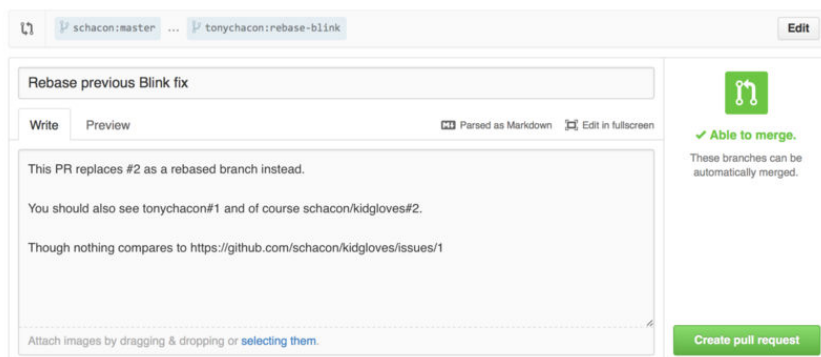 schacon:master ... tonychacon:rebase-blink Edit
Rebase previous Blink fix
Write Preview Parsed as Markdown Edit in fullscreen
This PR replaces #2 as a rebased branch instead.
You should also see tonychacon#1 and of course schacon/kidgloves#2.
Though nothing compares to https://github.com/schacon/kidgloves/issues/1
Attach images by dragging & dropping or selecting them.
Able to merge.
These branches can be
automatically merged.
Create pull request